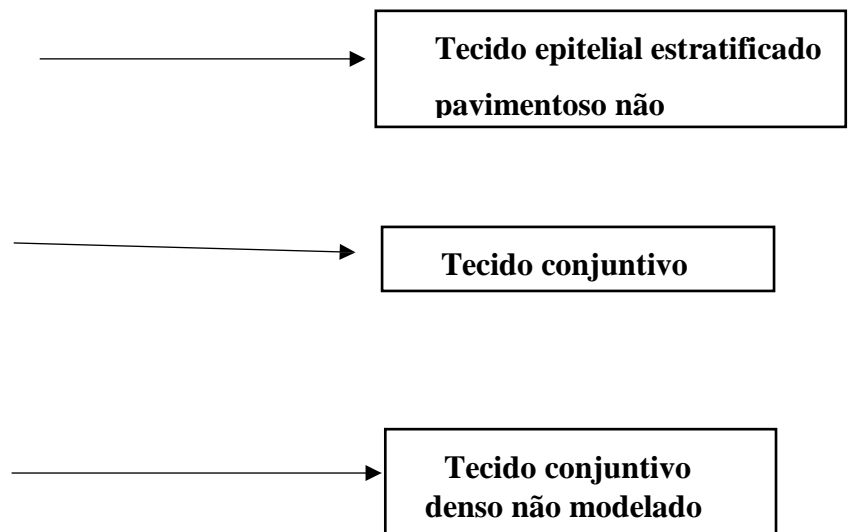 Tecido epitelial estratificado
pavimentoso não
Tecido conjuntivo
Tecido conjuntivo
denso não modelado